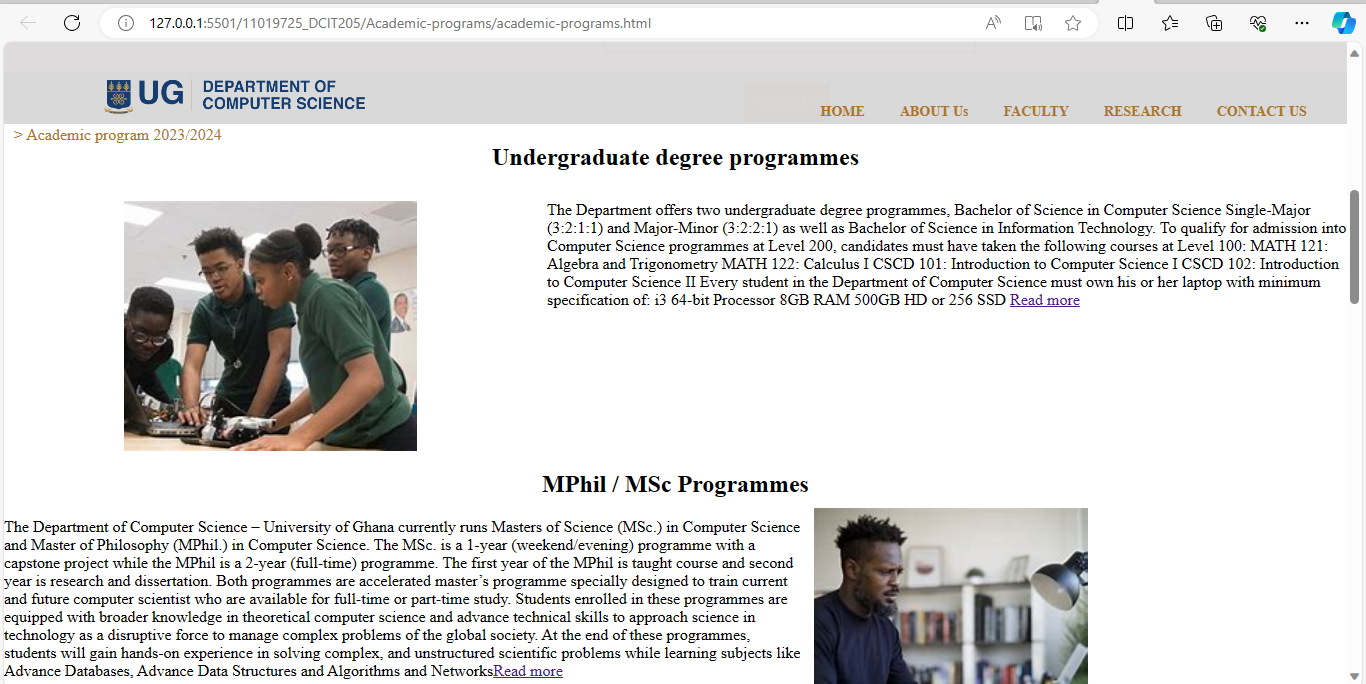 127.0.0.1:5501/11019725_DCIT205/Academic-programs/academic-programs.html
UG
DEPARTMENT OF
COMPUTER SCIENCE
HOME ABOUT Us FACULTY RESEARCH CONTACT US
> Academic program 2023/2024
Undergraduate degree programmes
The Department offers two undergraduate degree programmes, Bachelor of Science in Computer Science Single-Major
(3:2:1:1) and Major-Minor (3:2:2:1) as well as Bachelor of Science in Information Technology. To qualify for admission into
Computer Science programmes at Level 200, candidates must have taken the following courses at Level 100: MATH 121:
Algebra and Trigonometry MATH 122: Calculus I CSCD 101: Introduction to Computer Science I CSCD 102: Introduction
to Computer Science II Every student in the Department of Computer Science must own his or her laptop with minimum
specification of: i3 64-bit Processor 8GB RAM 500GB HD or 256 SSD Read more
MPhil / MSc Programmes
The Department of Computer Science – University of Ghana currently runs Masters of Science (MSc.) in Computer Science
and Master of Philosophy (MPhil.) in Computer Science. The MSc. is a 1-year (weekend/evening) programme with a
capstone project while the MPhil is a 2-year (full-time) programme. The first year of the MPhil is taught course and second
year is research and dissertation. Both programmes are accelerated master’s programme specially designed to train current
and future computer scientist who are available for full-time or part-time study. Students enrolled in these programmes are
equipped with broader knowledge in theoretical computer science and advance technical skills to approach science in
technology as a disruptive force to manage complex problems of the global society. At the end of these programmes,
students will gain hands-on experience in solving complex, and unstructured scientific problems while learning subjects like
Advance Databases, Advance Data Structures and Algorithms and NetworksRead more